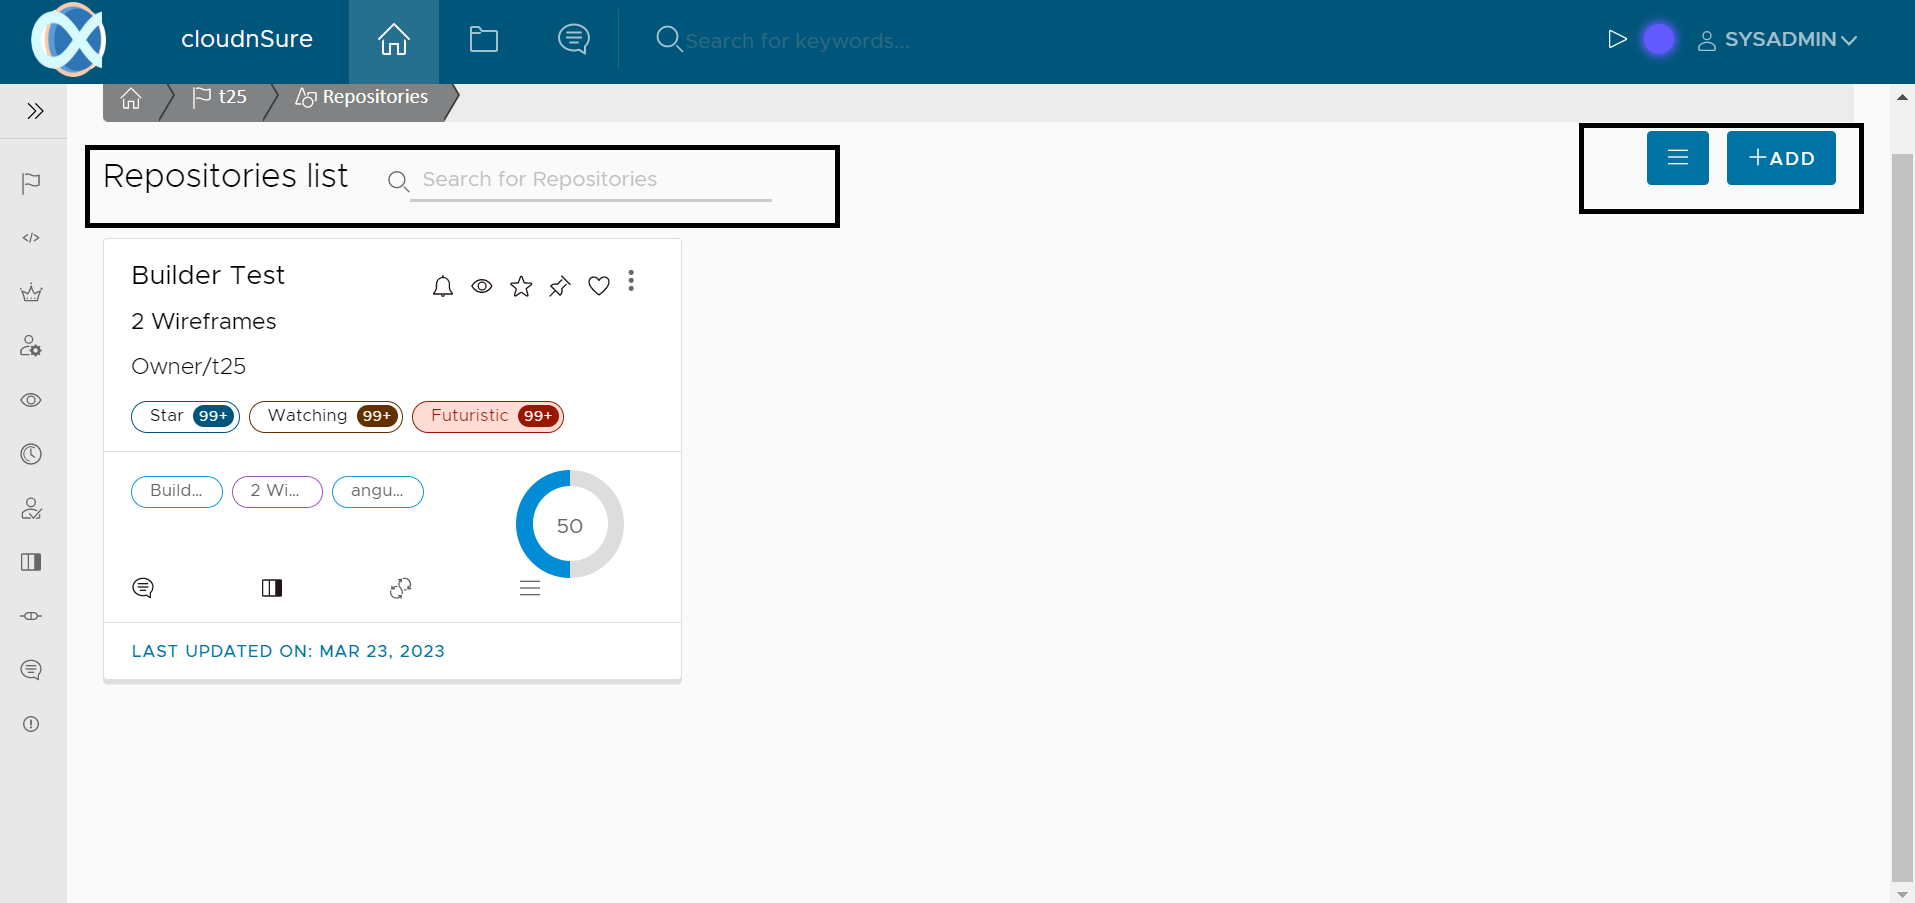 cloudnSure
Search for keywords...
SYSADMIN
t25
Repositories
Repositories list
Search for Repositories
+ADD
Builder Test
2 Wireframes
Owner/t25
Star 99+
Watching 99+
Futuristic 99+
Build...
2 Wi...
angu...
50
LAST UPDATED ON: MAR 23, 2023